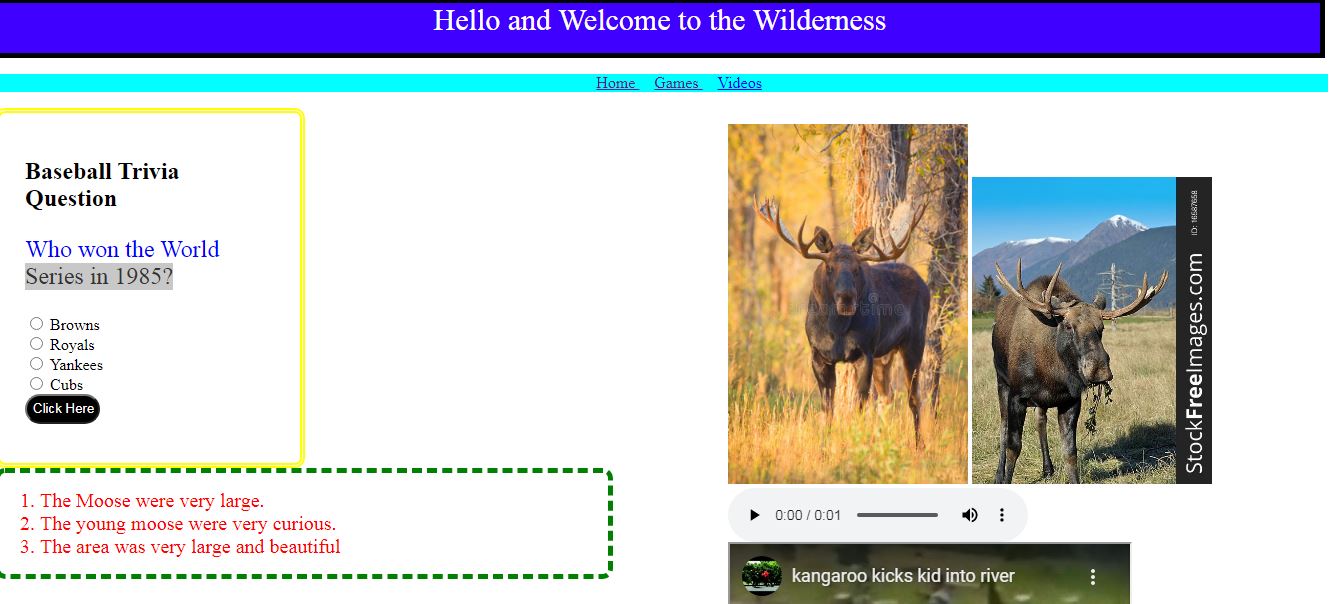 Hello and Welcome to the Wilderness
Home Games Videos
Baseball Trivia
Question
Who won the World
Series in 1985?
Browns
Royals
Yankees
Cubs
Click Here
1. The Moose were very large.
2. The young moose were very curious.
3. The area was very large and beautiful
dreamstime
ID: 16587658
StockFreeImages.com
0:00 / 0:01
kangaroo kicks kid into river